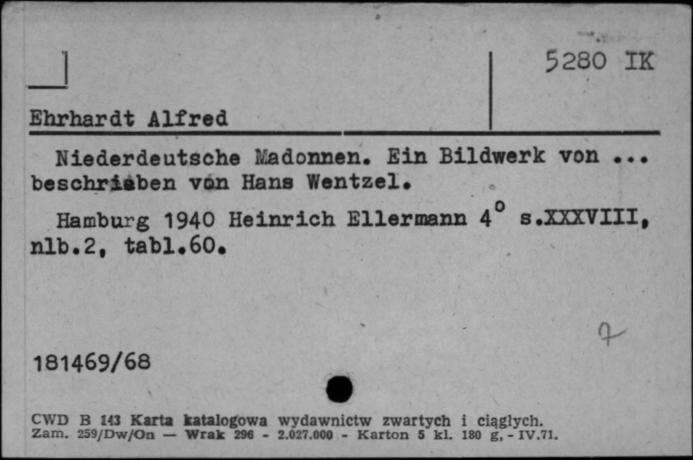 5280 IK
Ehrhardt Alfred
Niederdeutsche Madonnen. Ein Bildwerk von ...
beschrieben von Hans Wentzel.
Hamburg 1940 Heinrich Ellermann 4° s.XXXVIII,
nlb.2, tabl.60.
7
181469/68
CWD B 143 Karta katalogowa wydawnictw zwartych i ciągłych.
Zam. 259/Dw/On — Wrak 296 - 2.027.000 - Karton 5 kl. 180 g, - IV.71.